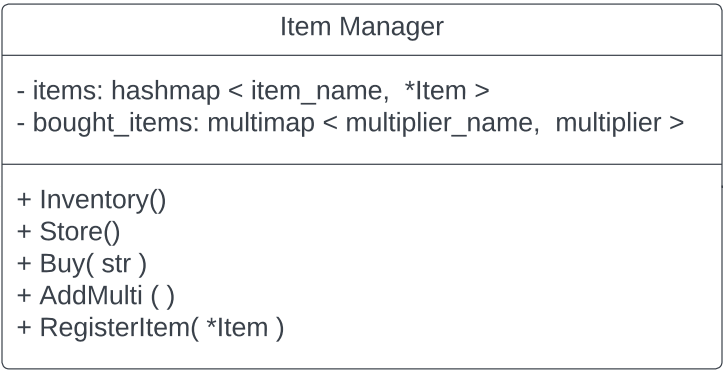 Item Manager
- items: hashmap < item_name, *Item >
- bought_items: multimap < multiplier_name, multiplier >
+ Inventory()
+ Store()
+ Buy( str )
+ AddMulti ( )
+ RegisterItem( *Item )